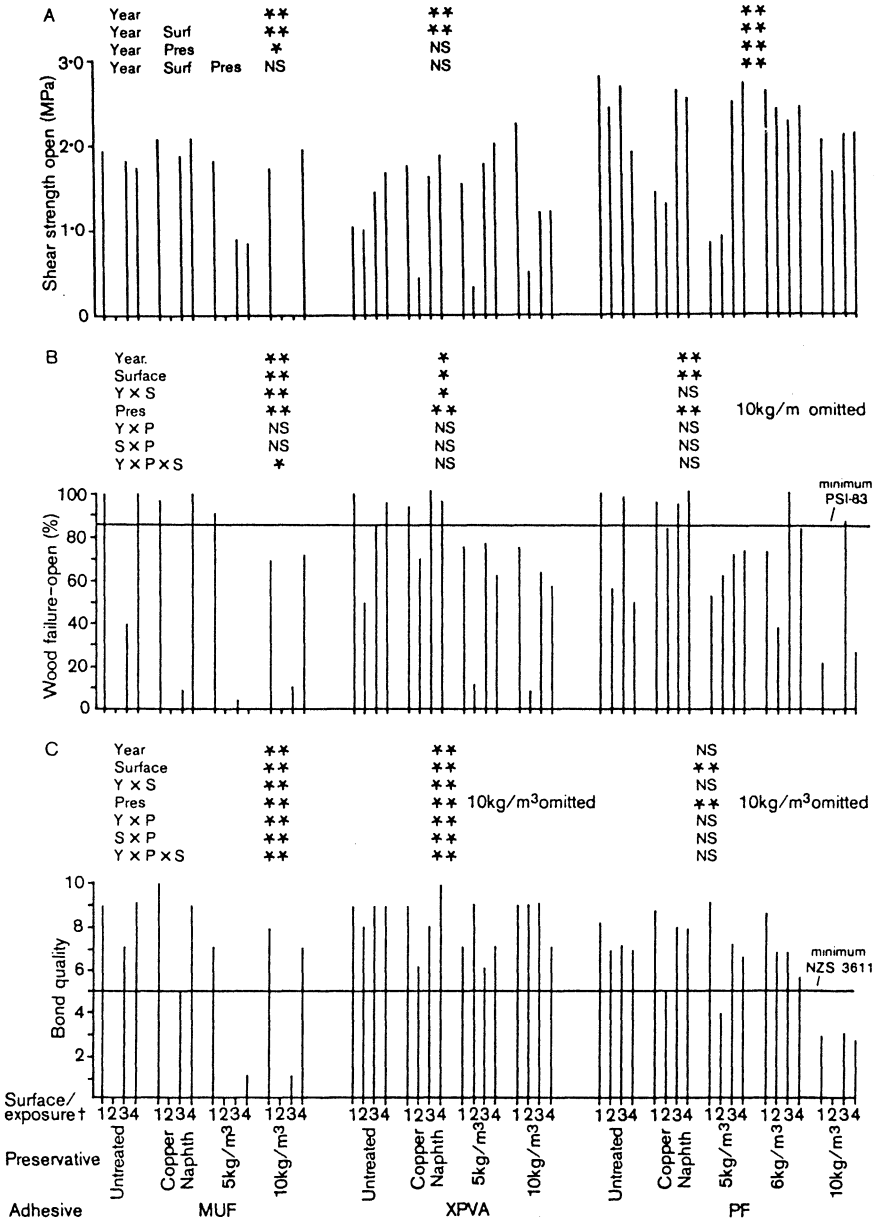 A
Year ★★ ★★ ★★
Year Surf ★★ ★★ ★★
Year Pres ★ NS ★★
Year Surf Pres NS NS ★★
Shear strength open (MPa)
3·0
2·0
1·0
0
B
Year. ★★ ★ ★★
Surface ★★ ★ ★★
Y × S ★★ ★ NS
Pres ★★ ★★ ★★ 10kg/m omitted
Y × P NS NS NS
S × P NS NS NS
Y × P × S ★ NS NS
minimum
PSI-83
Wood failure-open (%)
100
80
60
40
20
0
C
Year ★★ ★★ NS
Surface ★★ ★★ ★★
Y × S ★★ ★★ NS
Pres ★★ ★★ 10kg/m³omitted ★★ 10kg/m³omitted
Y × P ★★ ★★ NS
S × P ★★ ★★ NS
Y × P × S ★★ ★★ NS
minimum
NZS 3611
Bond quality
10
8
6
4
2
Surface/
exposure† 1234 1234 1234 1234 1234 1234 1234 1234 1234 1234 1234 1234 1234
Preservative Untreated Copper Naphth 5kg/m³ 10kg/m³ Untreated Copper Naphth 5kg/m³ 10kg/m³ Untreated Copper Naphth 5kg/m³ 6kg/m³ 10kg/m³
Adhesive MUF XPVA PF